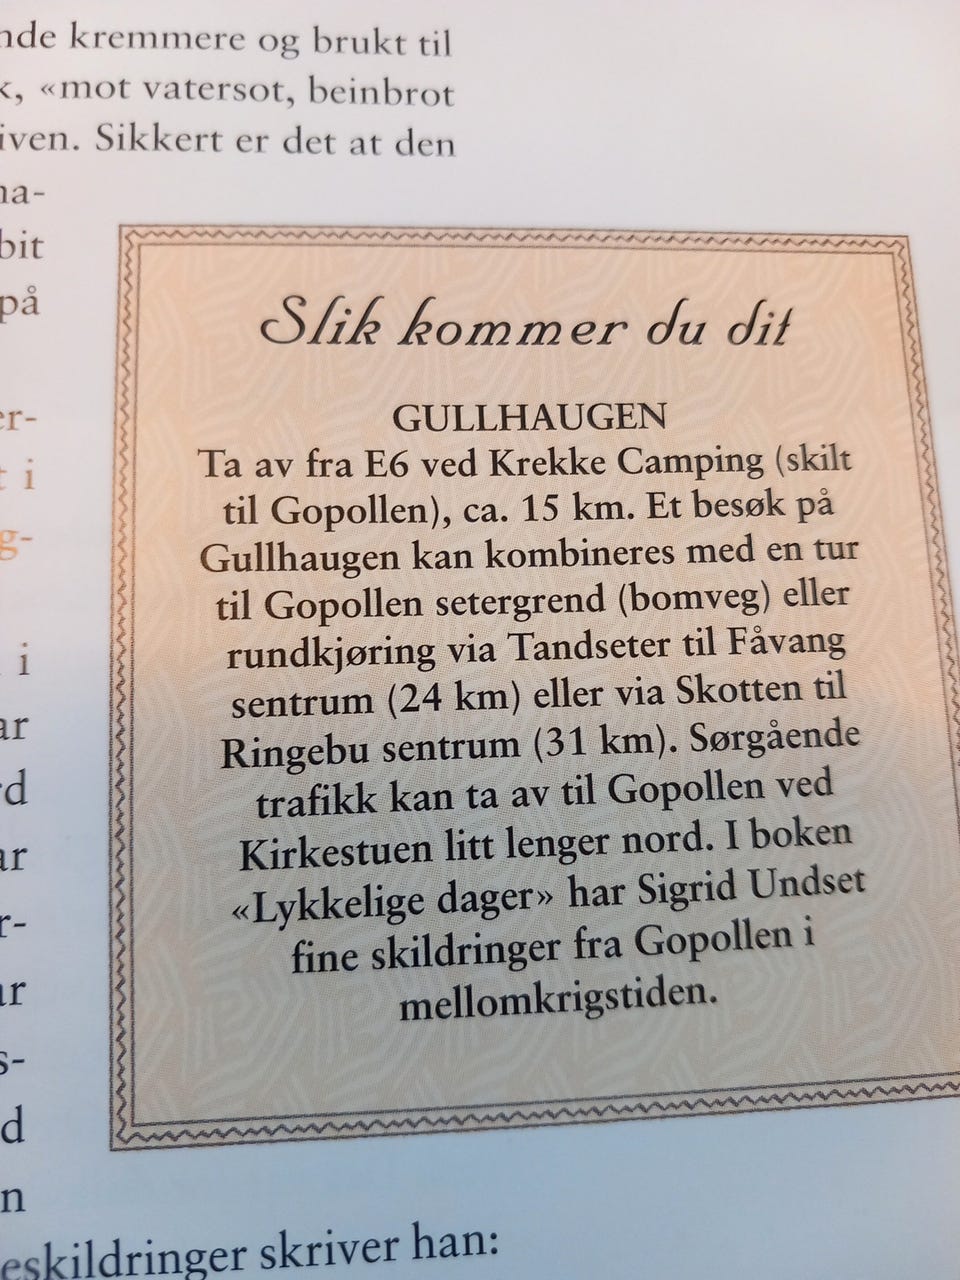 kremmere og brukt til
«mot vatersot, beinbrot
Sikkert er det at den
på
i
i
Slik kommer du dit
GULLHAUGEN
Ta av fra E6 ved Krekke Camping (skilt
til Gopollen), ca. 15 km. Et besøk på
Gullhaugen kan kombineres med en tur
til Gopollen setergrend (bomveg) eller
rundkjøring via Tandseter til Fåvang
sentrum (24 km) eller via Skotten til
Ringebu sentrum (31 km). Sørgående
trafikk kan ta av til Gopollen ved
Kirkestuen litt lenger nord. I boken
«Lykkelige dager» har Sigrid Undset
fine skildringer fra Gopollen i
mellomkrigstiden.
eskildringer skriver han: